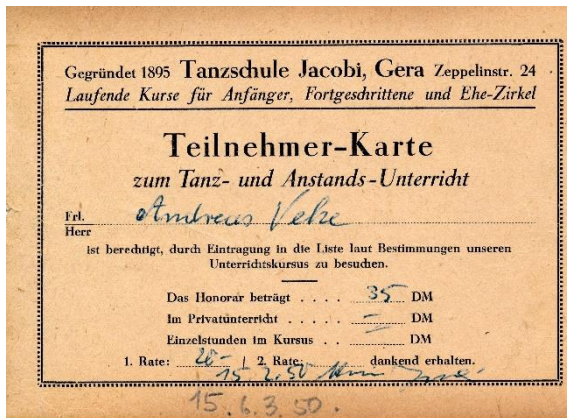 Gegründet 1895 Tanzschule Jacobi, Gera Zeppelinstr. 24
Laufende Kurse für Anfänger, Fortgeschrittene und Ehe-Zirkel
Teilnehmer-Karte
zum Tanz- und Anstands-Unterricht
Frl. Andreas
Herr
ist berechtigt, durch Eintragung in die Liste laut Bestimmungen unseren
Unterrichtskursus zu besuchen.
Das Honorar beträgt . . . . 35 DM
Im Privatunterricht . . . . – DM
Einzelstunden im Kursus . . DM
1. Rate: 20.- / 2. Rate: dankend erhalten.
15. 2. 50
15. 6. 3. 50.